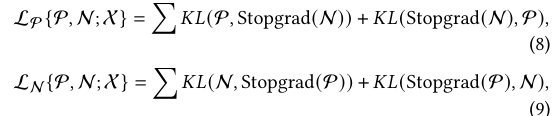 ℒ_𝒫{𝒫, 𝒩; 𝒳} = ∑ KL(𝒫, Stopgrad(𝒩)) + KL(Stopgrad(𝒩), 𝒫),
(8)
ℒ_𝒩{𝒫, 𝒩; 𝒳} = ∑ KL(𝒩, Stopgrad(𝒫)) + KL(Stopgrad(𝒫), 𝒩),
(9)